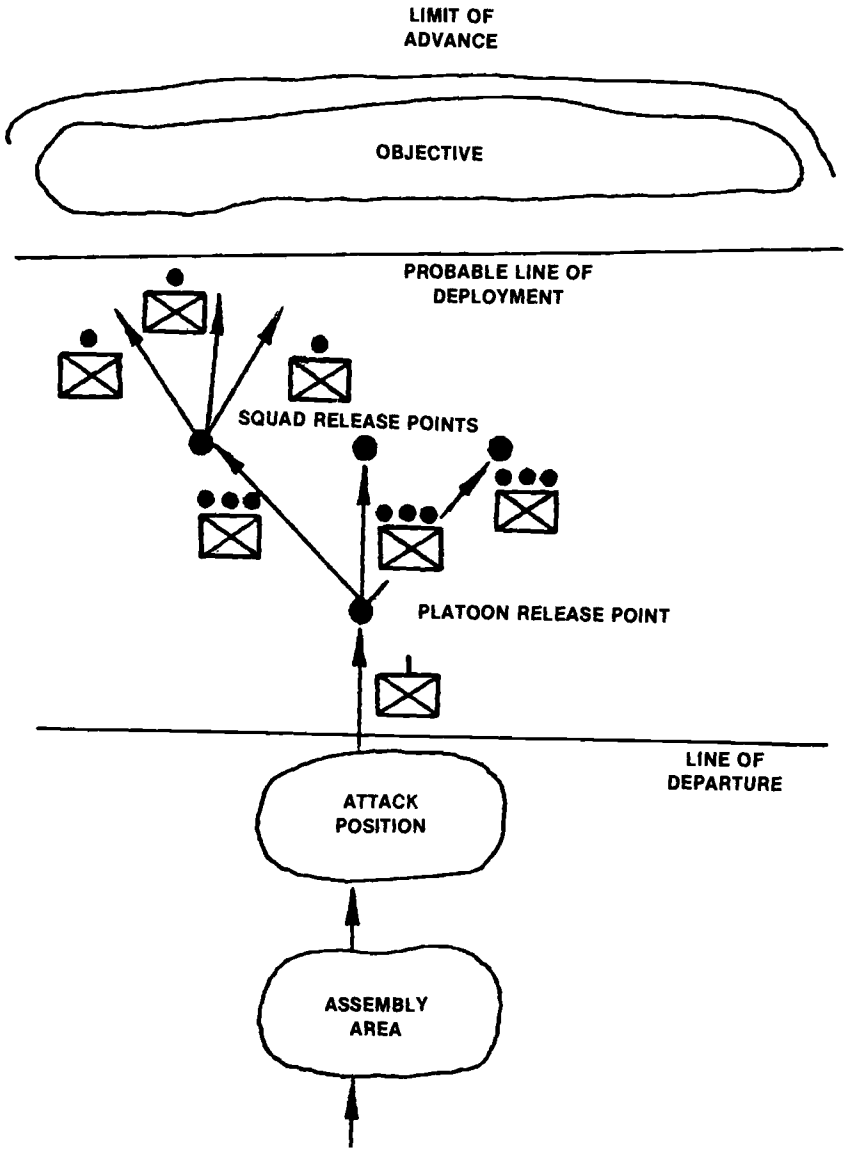 LIMIT OF
ADVANCE
OBJECTIVE
PROBABLE LINE OF
DEPLOYMENT
SQUAD RELEASE POINTS
PLATOON RELEASE POINT
LINE OF
DEPARTURE
ATTACK
POSITION
ASSEMBLY
AREA